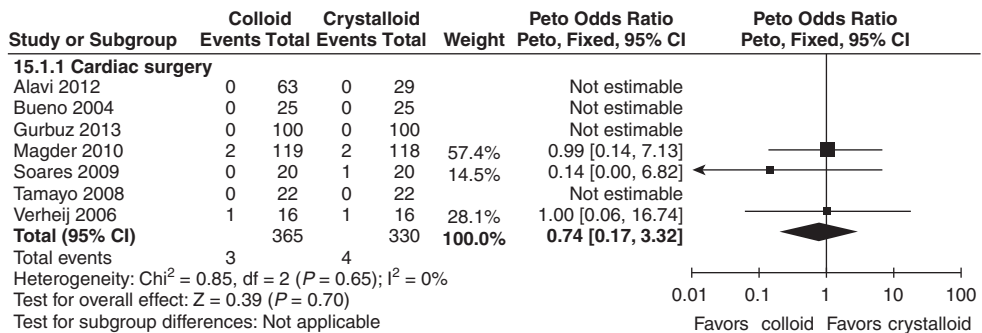 Colloid Crystalloid Peto Odds Ratio Peto Odds Ratio
Study or Subgroup Events Total Events Total Weight Peto, Fixed, 95% CI Peto, Fixed, 95% CI
15.1.1 Cardiac surgery
Alavi 2012 0 63 0 29 Not estimable
Bueno 2004 0 25 0 25 Not estimable
Gurbuz 2013 0 100 0 100 Not estimable
Magder 2010 2 119 2 118 57.4% 0.99 [0.14, 7.13]
Soares 2009 0 20 1 20 14.5% 0.14 [0.00, 6.82]
Tamayo 2008 0 22 0 22 Not estimable
Verheij 2006 1 16 1 16 28.1% 1.00 [0.06, 16.74]
Total (95% CI) 365 330 100.0% 0.74 [0.17, 3.32]
Total events 3 4
Heterogeneity: Chi² = 0.85, df = 2 (P = 0.65); I² = 0%
Test for overall effect: Z = 0.39 (P = 0.70)
Test for subgroup differences: Not applicable
0.01 0.1 1 10 100
Favors colloid Favors crystalloid